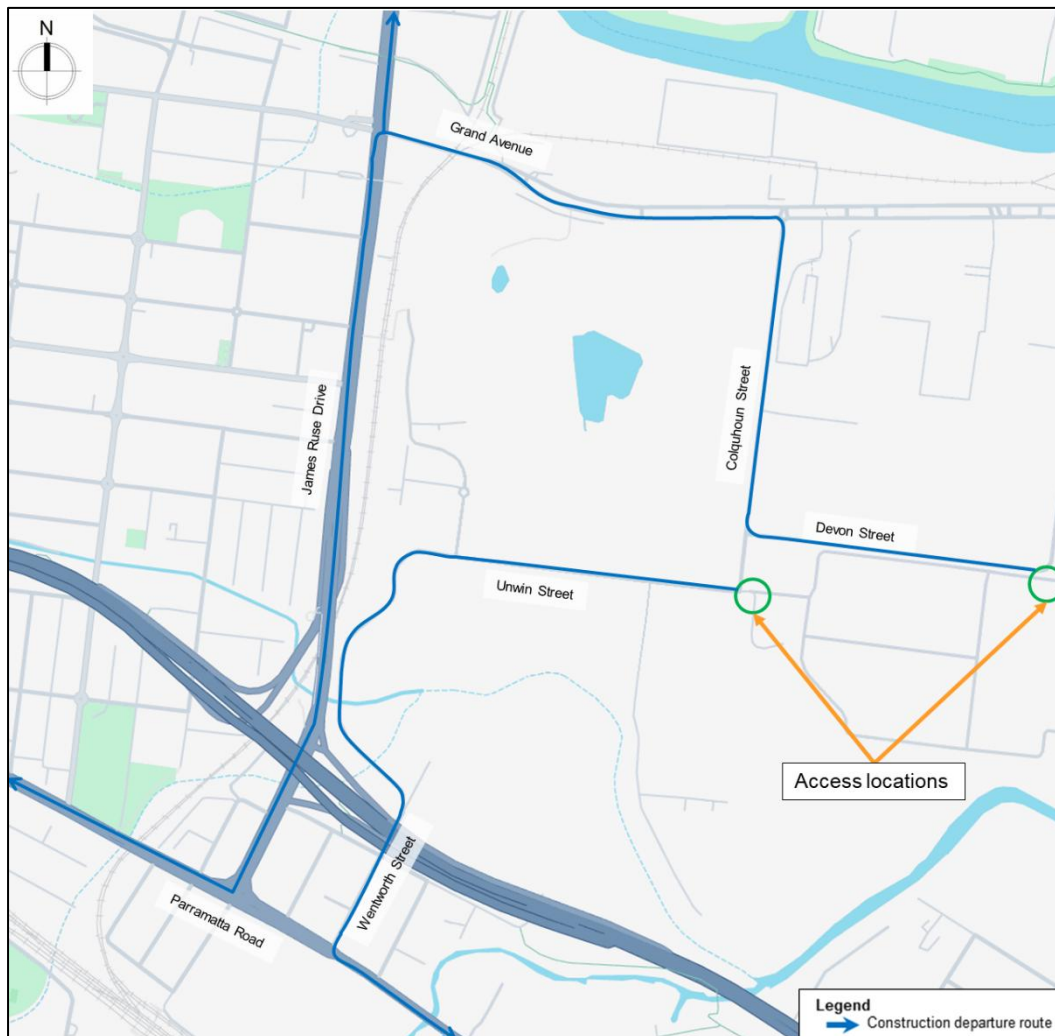 N
Grand Avenue
James Ruse Drive
Colquhoun Street
Devon Street
Unwin Street
Access locations
Wentworth Street
Parramatta Road
Legend
Construction departure route